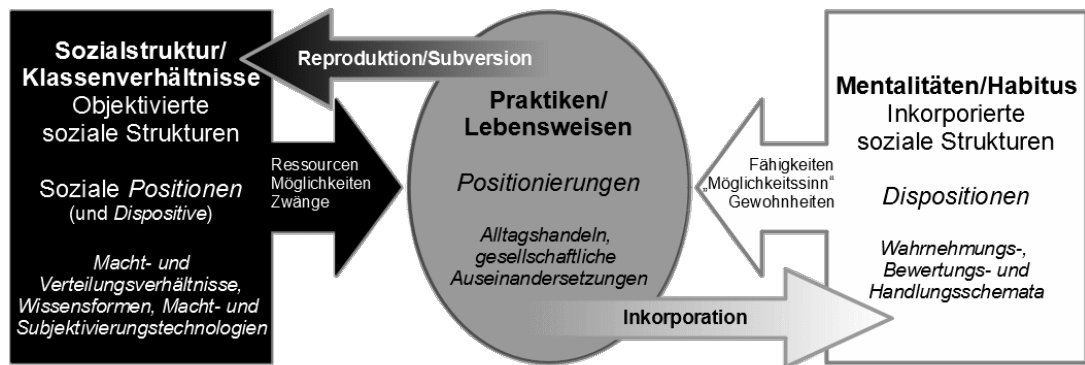 Sozialstruktur/
Klassenverhältnisse
Objektivierte
soziale Strukturen
Soziale Positionen
(und Dispositive)
Macht- und
Verteilungsverhältnisse,
Wissensformen, Macht- und
Subjektivierungstechnologien
Reproduktion/Subversion
Ressourcen
Möglichkeiten
Zwänge
Praktiken/
Lebensweisen
Positionierungen
Alltagshandeln,
gesellschaftliche
Auseinandersetzungen
Inkorporation
Fähigkeiten
„Möglichkeitssinn“
Gewohnheiten
Mentalitäten/Habitus
Inkorporierte
soziale Strukturen
Dispositionen
Wahrnehmungs-,
Bewertungs- und
Handlungsschemata